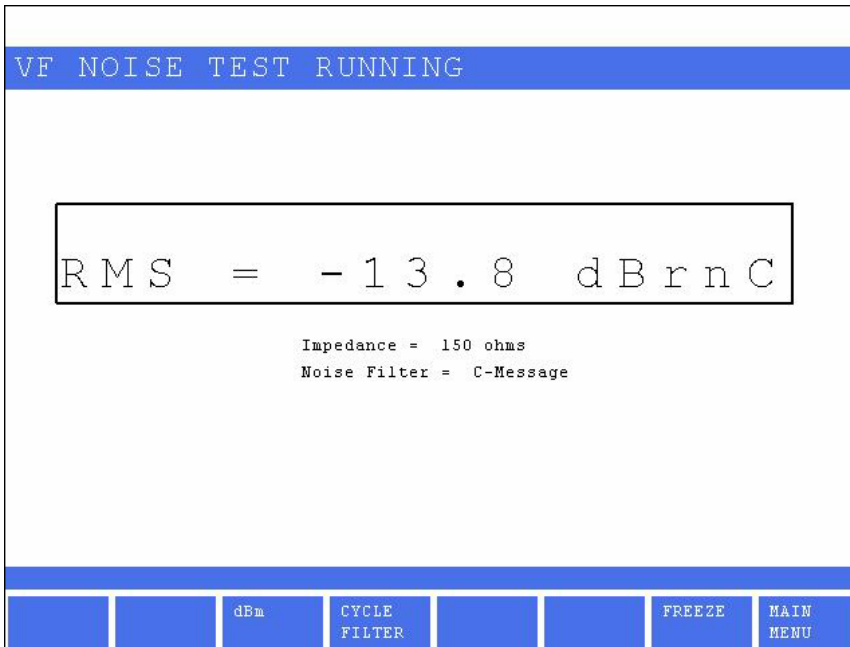 VF NOISE TEST RUNNING
RMS = -13.8 dBrnC
Impedance = 150 ohms
Noise Filter = C-Message
dBm
CYCLE
FILTER
FREEZE
MAIN
MENU